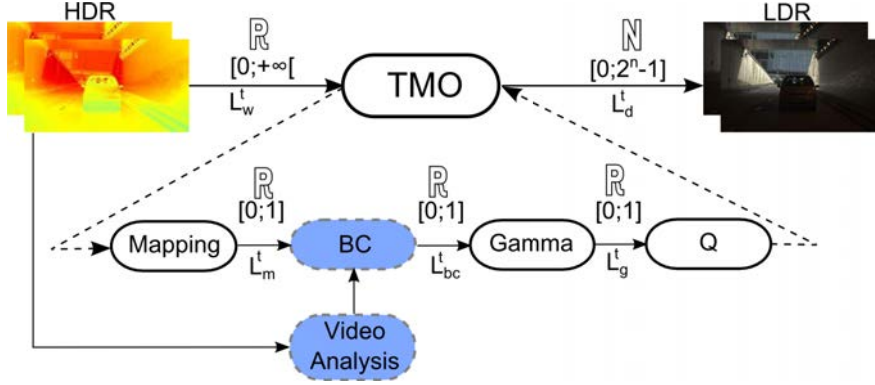 HDR
LDR
ℝ
[0;+∞[
L_w^t
TMO
ℕ
[0;2ⁿ-1]
L_d^t
ℝ
[0;1]
ℝ
[0;1]
ℝ
[0;1]
Mapping
L_m^t
BC
L_bc^t
Gamma
L_g^t
Q
Video
Analysis